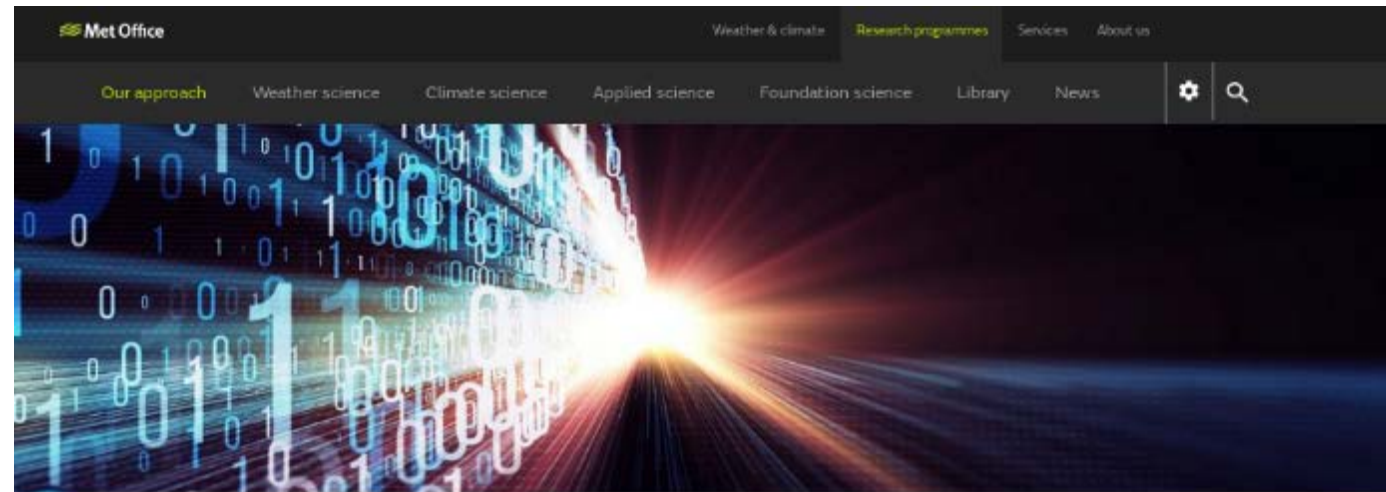 Met Office
Weather & climate Research programmes Services About us
Our approach Weather science Climate science Applied science Foundation science Library News